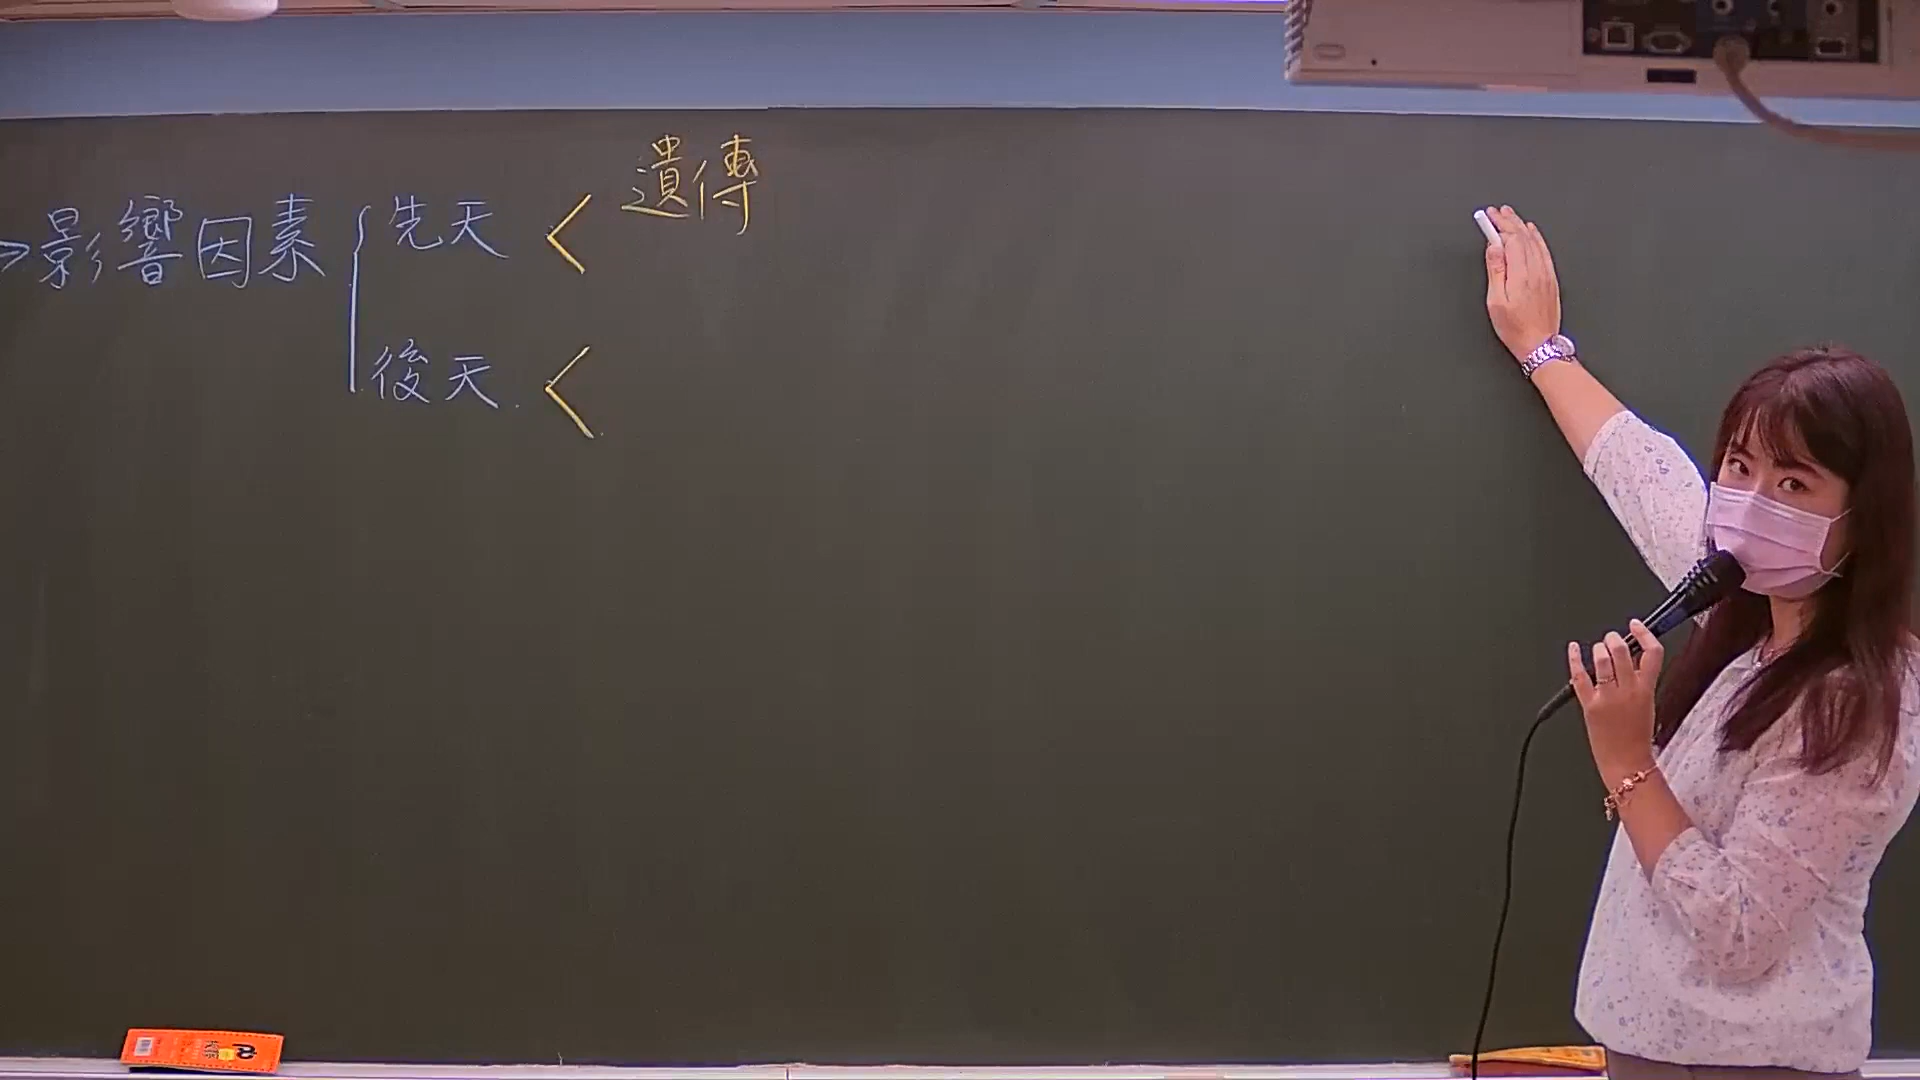 遺傳
⇒影響因素 { 先天 <
後天 <